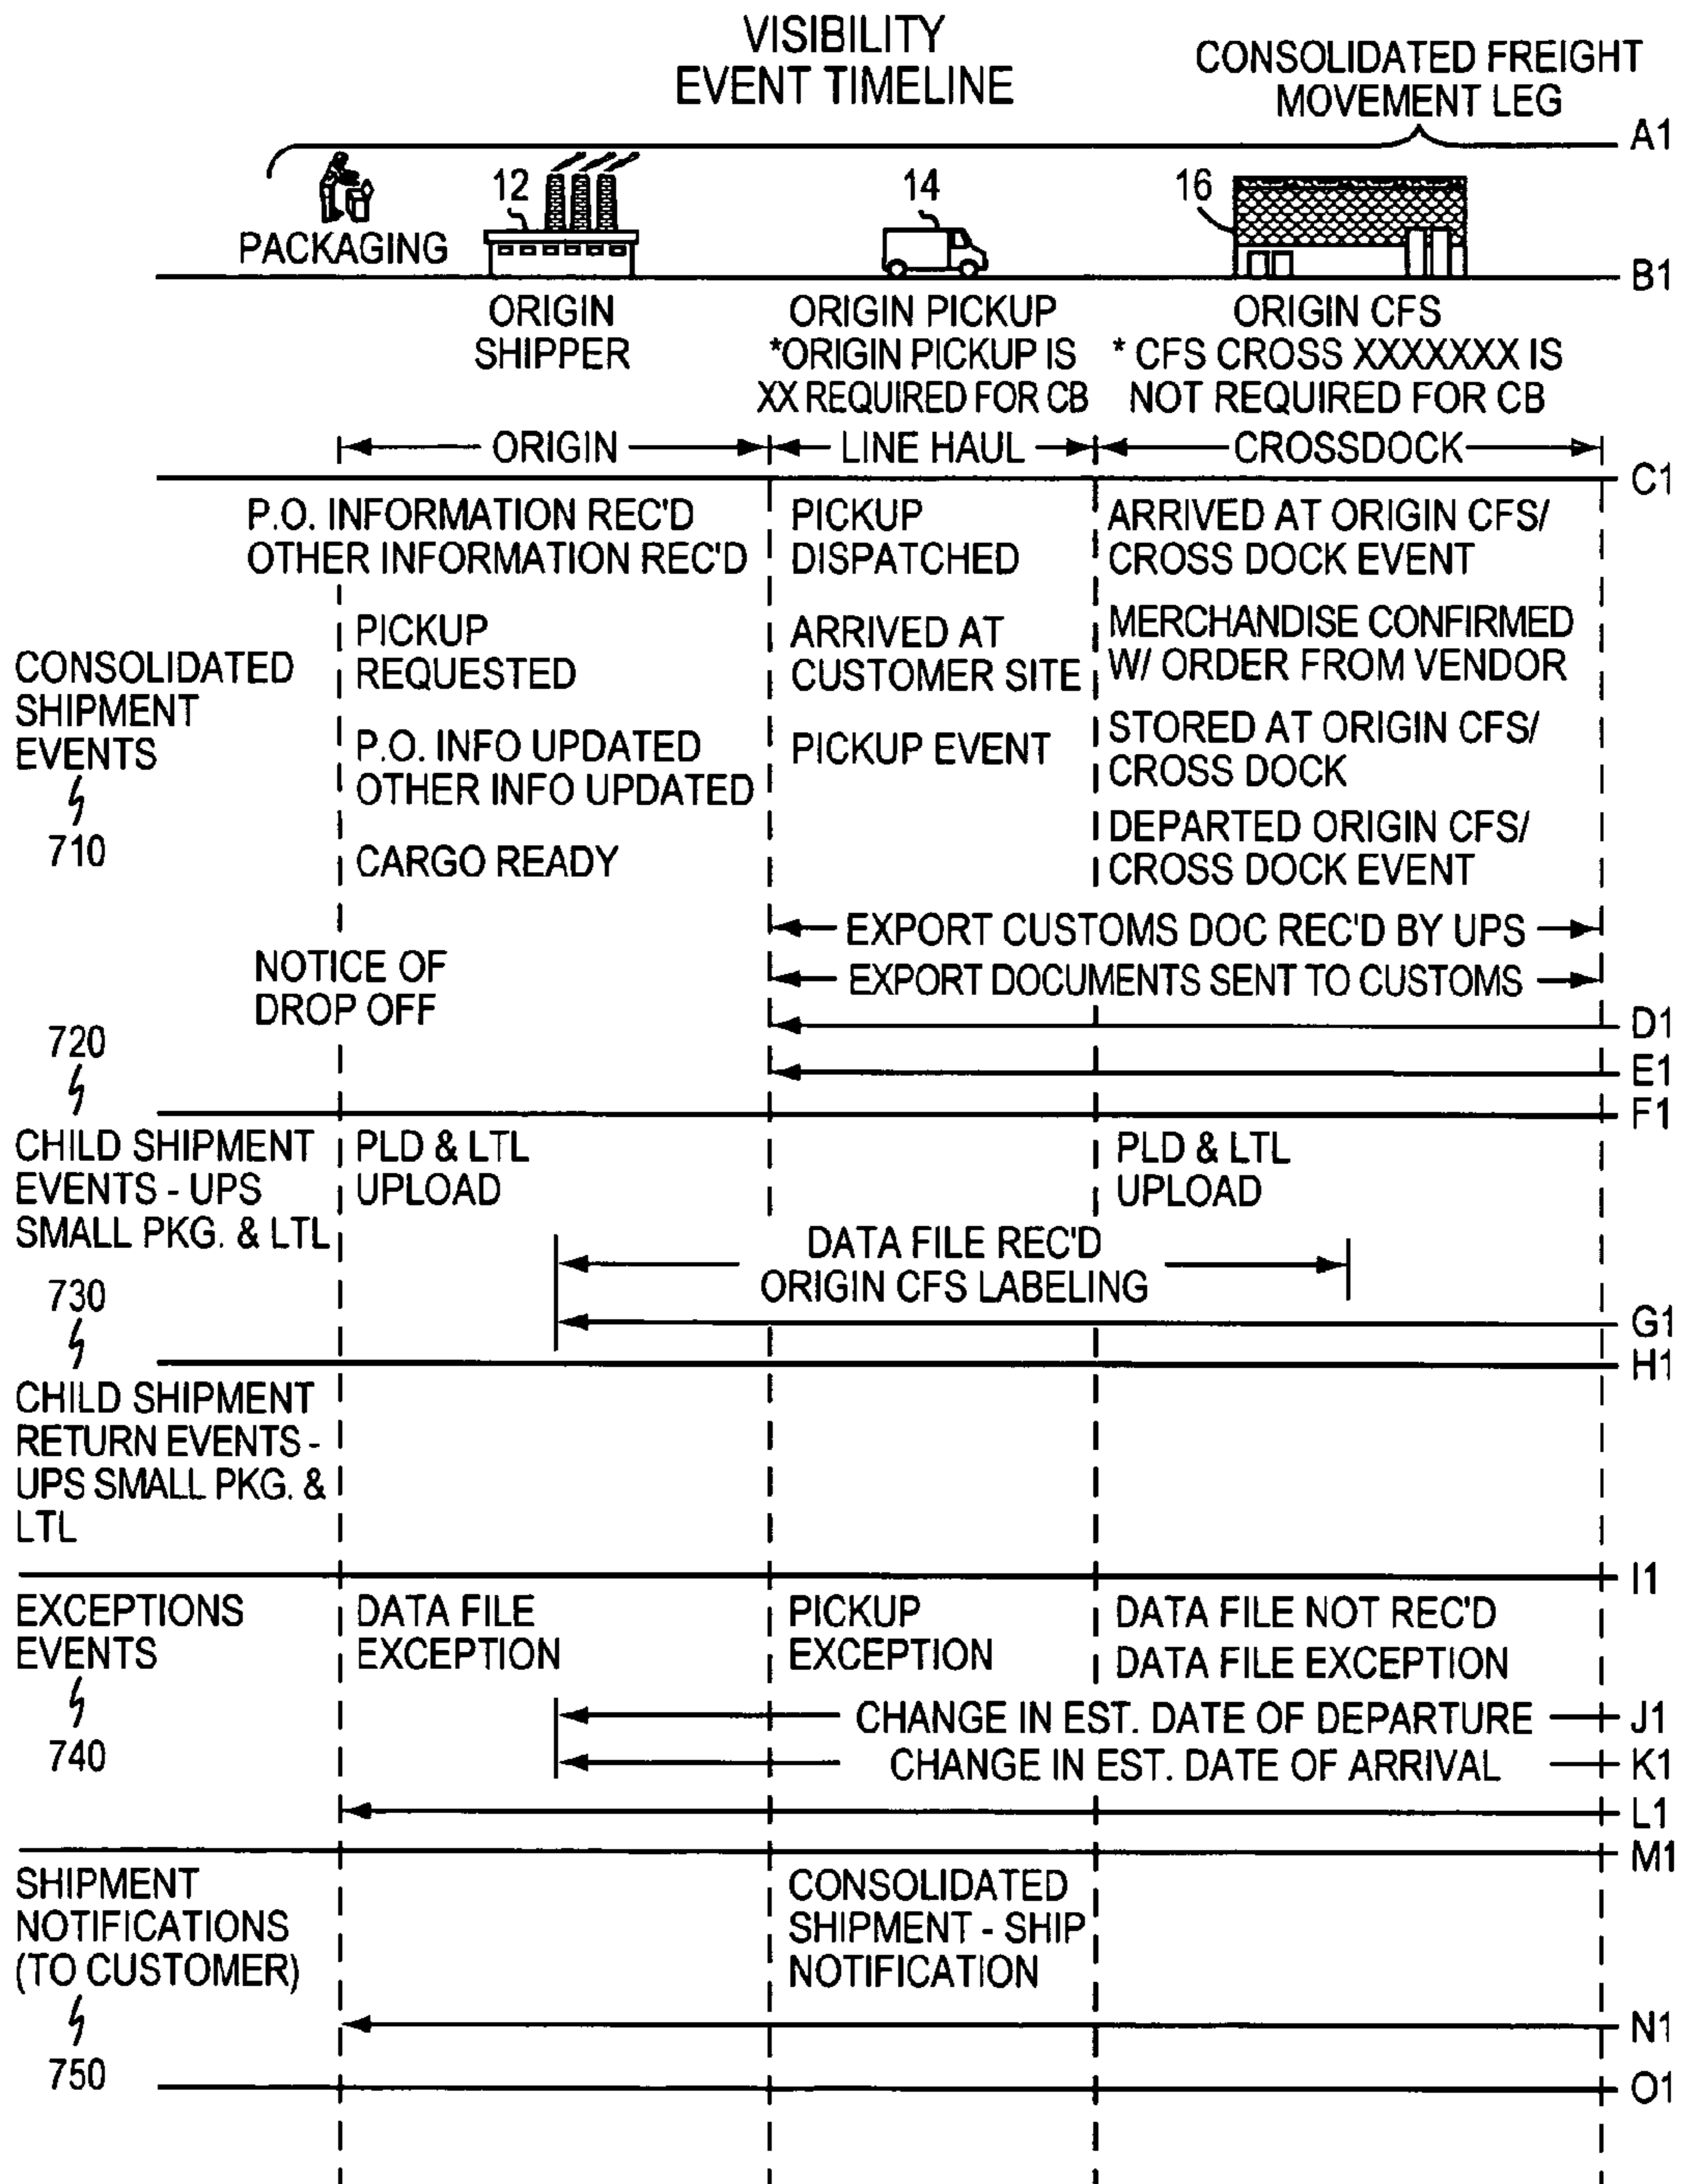 VISIBILITY
EVENT TIMELINE
CONSOLIDATED FREIGHT
MOVEMENT LEG
A1
12
14
16
PACKAGING
B1
ORIGIN
SHIPPER
ORIGIN PICKUP
*ORIGIN PICKUP IS
XX REQUIRED FOR CB
ORIGIN CFS
* CFS CROSS XXXXXXX IS
NOT REQUIRED FOR CB
ORIGIN
LINE HAUL
CROSSDOCK
C1
P.O. INFORMATION REC'D
OTHER INFORMATION REC'D
PICKUP
DISPATCHED
ARRIVED AT ORIGIN CFS/
CROSS DOCK EVENT
CONSOLIDATED
SHIPMENT
EVENTS
710
PICKUP
REQUESTED
P.O. INFO UPDATED
OTHER INFO UPDATED
CARGO READY
ARRIVED AT
CUSTOMER SITE
PICKUP EVENT
MERCHANDISE CONFIRMED
W/ ORDER FROM VENDOR
STORED AT ORIGIN CFS/
CROSS DOCK
DEPARTED ORIGIN CFS/
CROSS DOCK EVENT
EXPORT CUSTOMS DOC REC'D BY UPS
NOTICE OF
DROP OFF
EXPORT DOCUMENTS SENT TO CUSTOMS
D1
720
E1
F1
CHILD SHIPMENT
EVENTS - UPS
SMALL PKG. & LTL
PLD & LTL
UPLOAD
PLD & LTL
UPLOAD
DATA FILE REC'D
ORIGIN CFS LABELING
730
G1
H1
CHILD SHIPMENT
RETURN EVENTS -
UPS SMALL PKG. &
LTL
I1
EXCEPTIONS
EVENTS
740
DATA FILE
EXCEPTION
PICKUP
EXCEPTION
DATA FILE NOT REC'D
DATA FILE EXCEPTION
CHANGE IN EST. DATE OF DEPARTURE
J1
CHANGE IN EST. DATE OF ARRIVAL
K1
L1
M1
SHIPMENT
NOTIFICATIONS
(TO CUSTOMER)
750
CONSOLIDATED
SHIPMENT - SHIP
NOTIFICATION
N1
O1